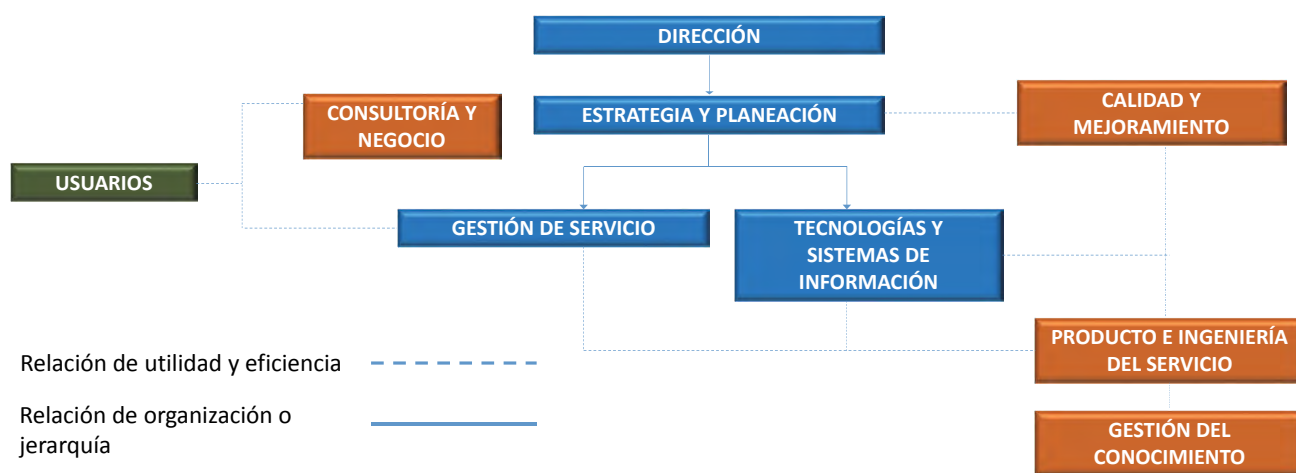 DIRECCIÓN
CONSULTORÍA Y
NEGOCIO
ESTRATEGIA Y PLANEACIÓN
CALIDAD Y
MEJORAMIENTO
USUARIOS
GESTIÓN DE SERVICIO
TECNOLOGÍAS Y
SISTEMAS DE
INFORMACIÓN
PRODUCTO E INGENIERÍA
DEL SERVICIO
GESTIÓN DEL
CONOCIMIENTO
Relación de utilidad y eficiencia
Relación de organización o
jerarquía